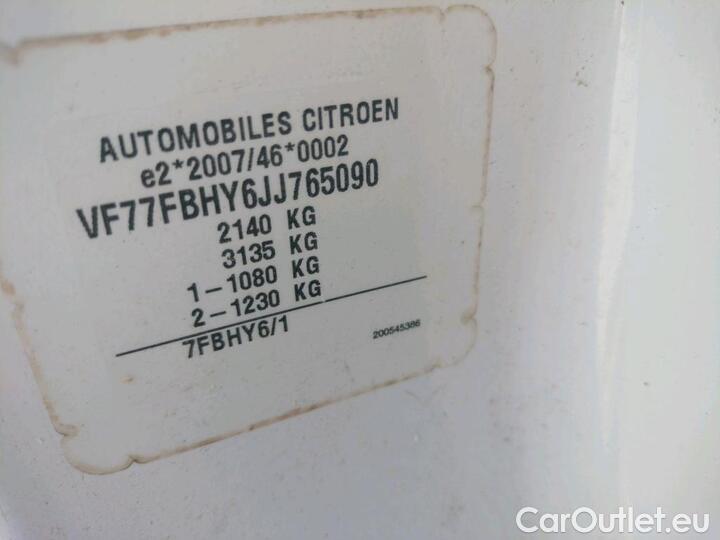 AUTOMOBILES CITROEN
e2*2007/46*0002
VF77FBHY6JJ765090
2140 KG
3135 KG
1-1080 KG
2-1230 KG
7FBHY6/1
200545386
CarOutlet.eu